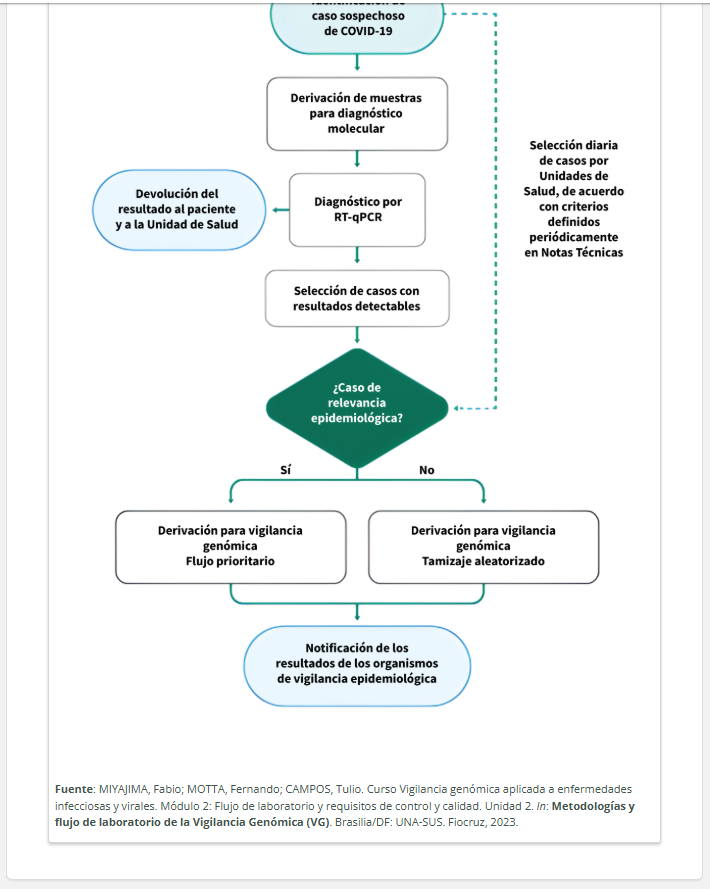 caso sospechoso
de COVID-19
Derivación de muestras
para diagnóstico
molecular
Selección diaria
de casos por
Unidades de
Salud, de acuerdo
con criterios
definidos
periódicamente
en Notas Técnicas
Devolución del
resultado al paciente
y a la Unidad de Salud
Diagnóstico por
RT-qPCR
Selección de casos con
resultados detectables
¿Caso de
relevancia
epidemiológica?
Sí
No
Derivación para vigilancia
genómica
Flujo prioritario
Derivación para vigilancia
genómica
Tamizaje aleatorizado
Notificación de los
resultados de los organismos
de vigilancia epidemiológica
Fuente: MIYAJIMA, Fabio; MOTTA, Fernando; CAMPOS, Tulio. Curso Vigilancia genómica aplicada a enfermedades
infecciosas y virales. Módulo 2: Flujo de laboratorio y requisitos de control y calidad. Unidad 2. In: Metodologías y
flujo de laboratorio de la Vigilancia Genómica (VG). Brasilia/DF: UNA-SUS. Fiocruz, 2023.